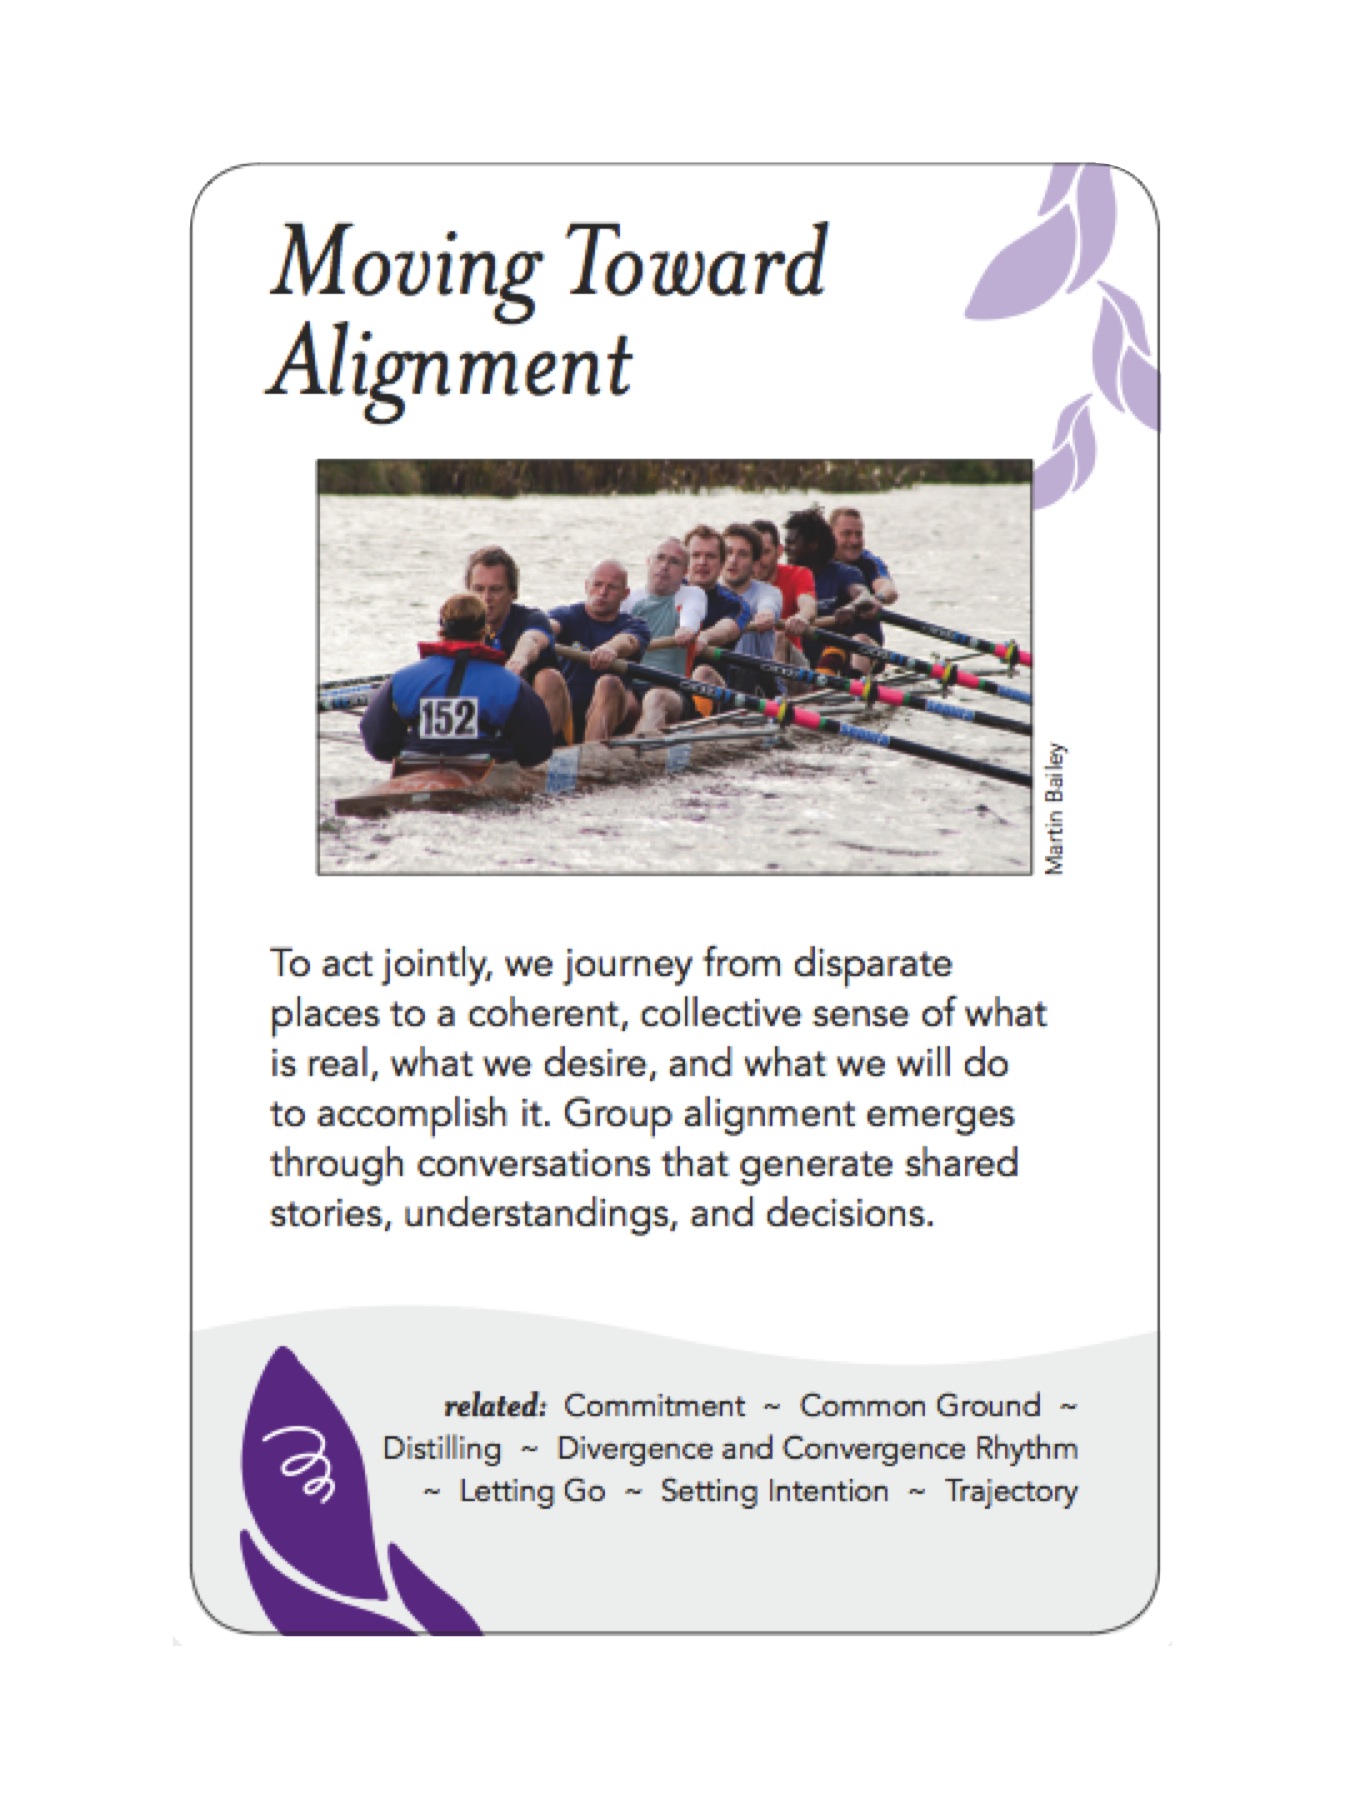 Moving Toward
Alignment
152
Martin Bailey
To act jointly, we journey from disparate
places to a coherent, collective sense of what
is real, what we desire, and what we will do
to accomplish it. Group alignment emerges
through conversations that generate shared
stories, understandings, and decisions.
related: Commitment ~ Common Ground ~
Distilling ~ Divergence and Convergence Rhythm
~ Letting Go ~ Setting Intention ~ Trajectory